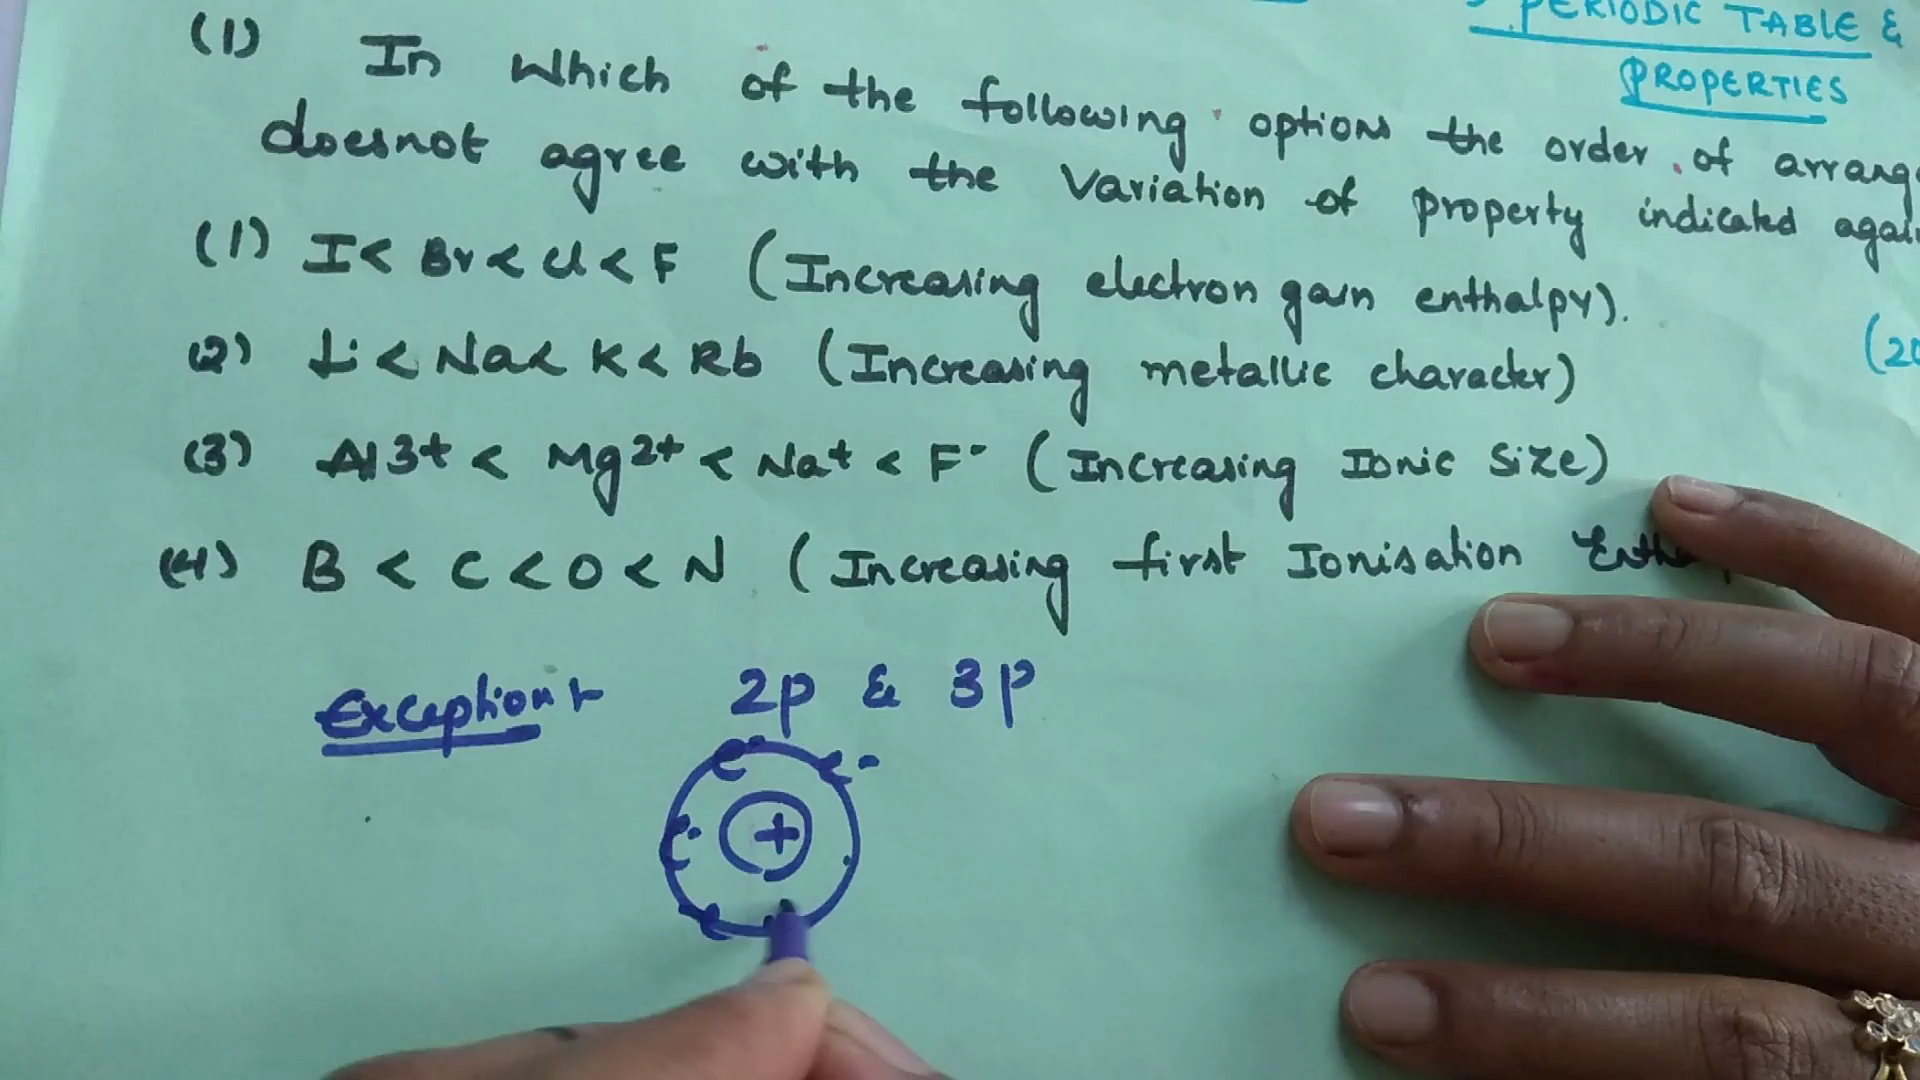 PERIODIC TABLE &
PROPERTIES
(1) In which of the following options the order of arrang
doesnot agree with the variation of property indicated agai
(1) I < Br < Cl < F (Increasing electron gain enthalpy).
(20
(2) Li < Na < K < Rb (Increasing metallic character)
(3) Al3+ < Mg2+ < Na+ < F- (Increasing Ionic Size)
(4) B < C < O < N (Increasing first Ionisation Enth
Exception 2p & 3p
e- e-
e- +
e